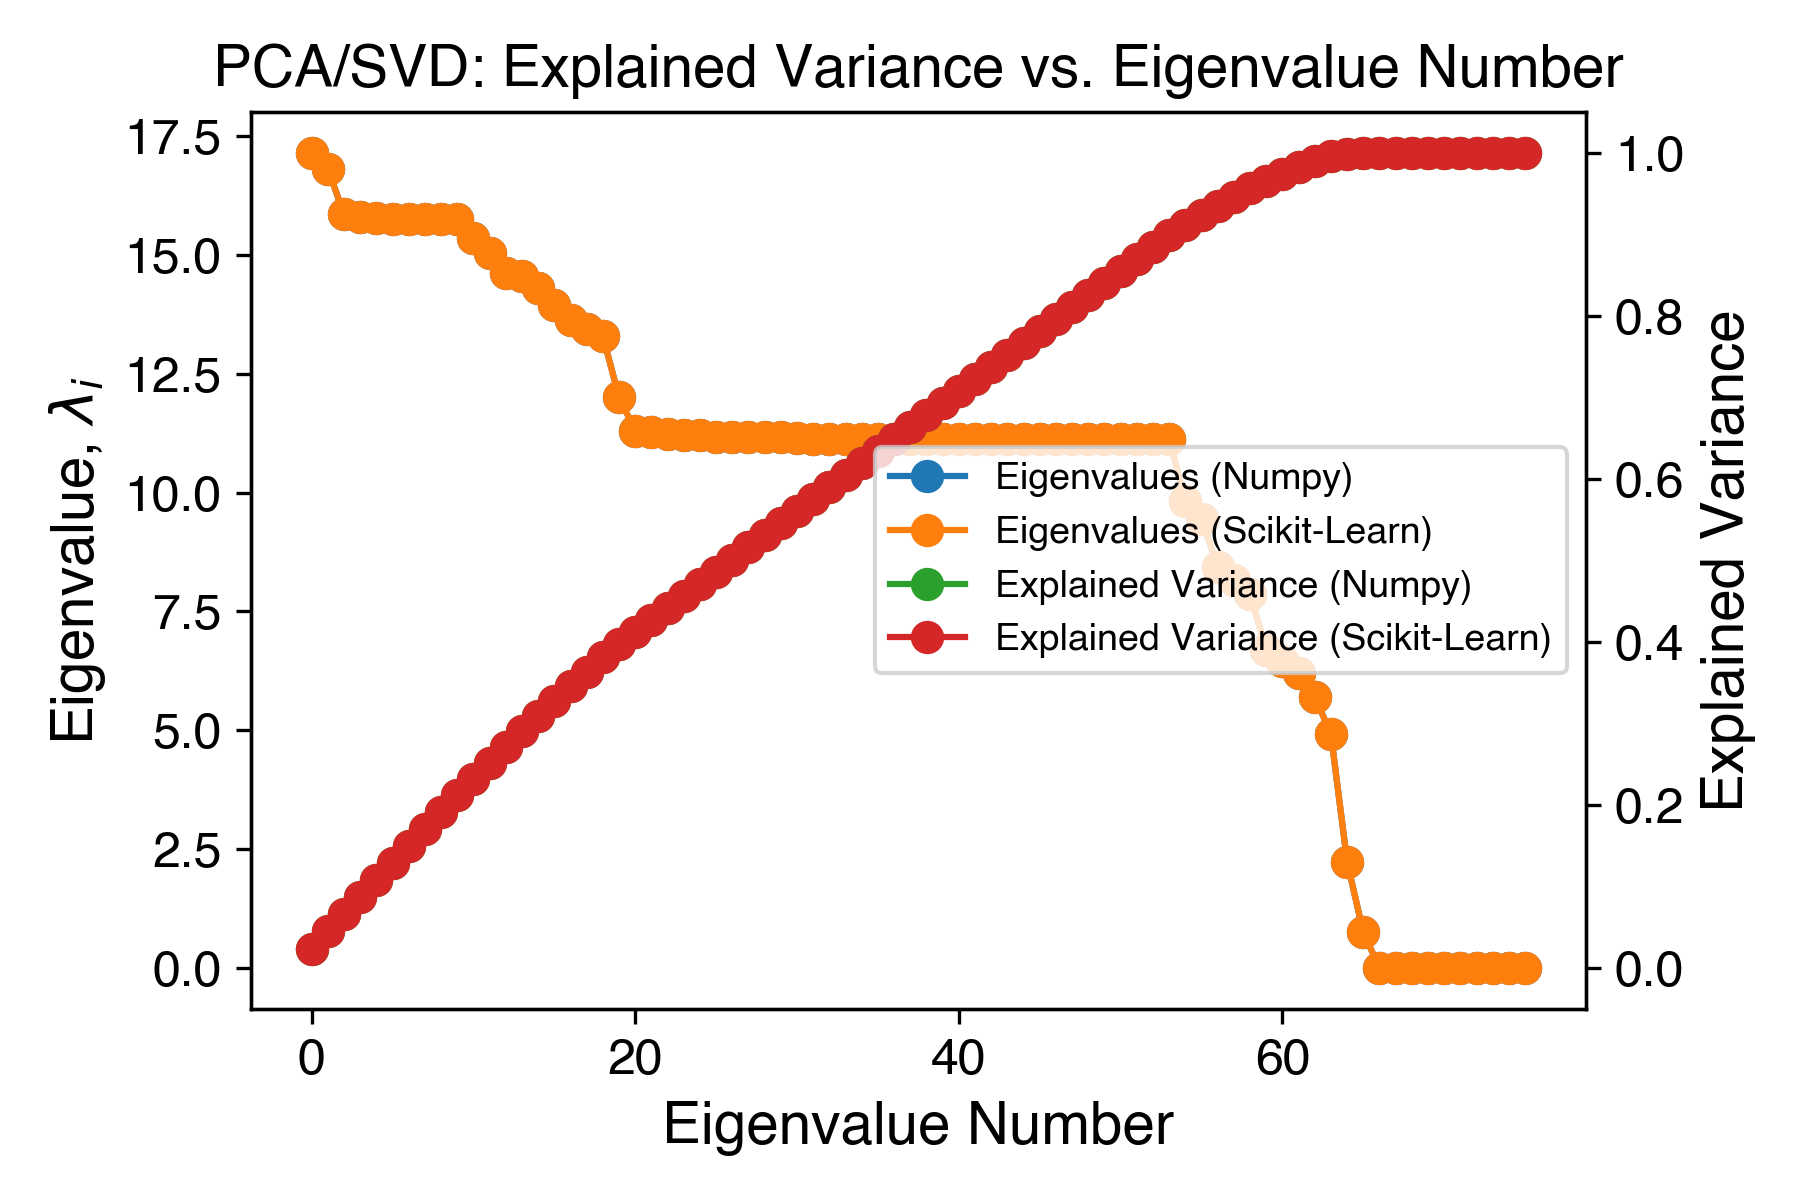 PCA/SVD: Explained Variance vs. Eigenvalue Number
Eigenvalue, λi
17.5
15.0
12.5
10.0
7.5
5.0
2.5
0.0
Eigenvalues (Numpy)
Eigenvalues (Scikit-Learn)
Explained Variance (Numpy)
Explained Variance (Scikit-Learn)
1.0
0.8
0.6
0.4
0.2
0.0
Explained Variance
0 20 40 60
Eigenvalue Number